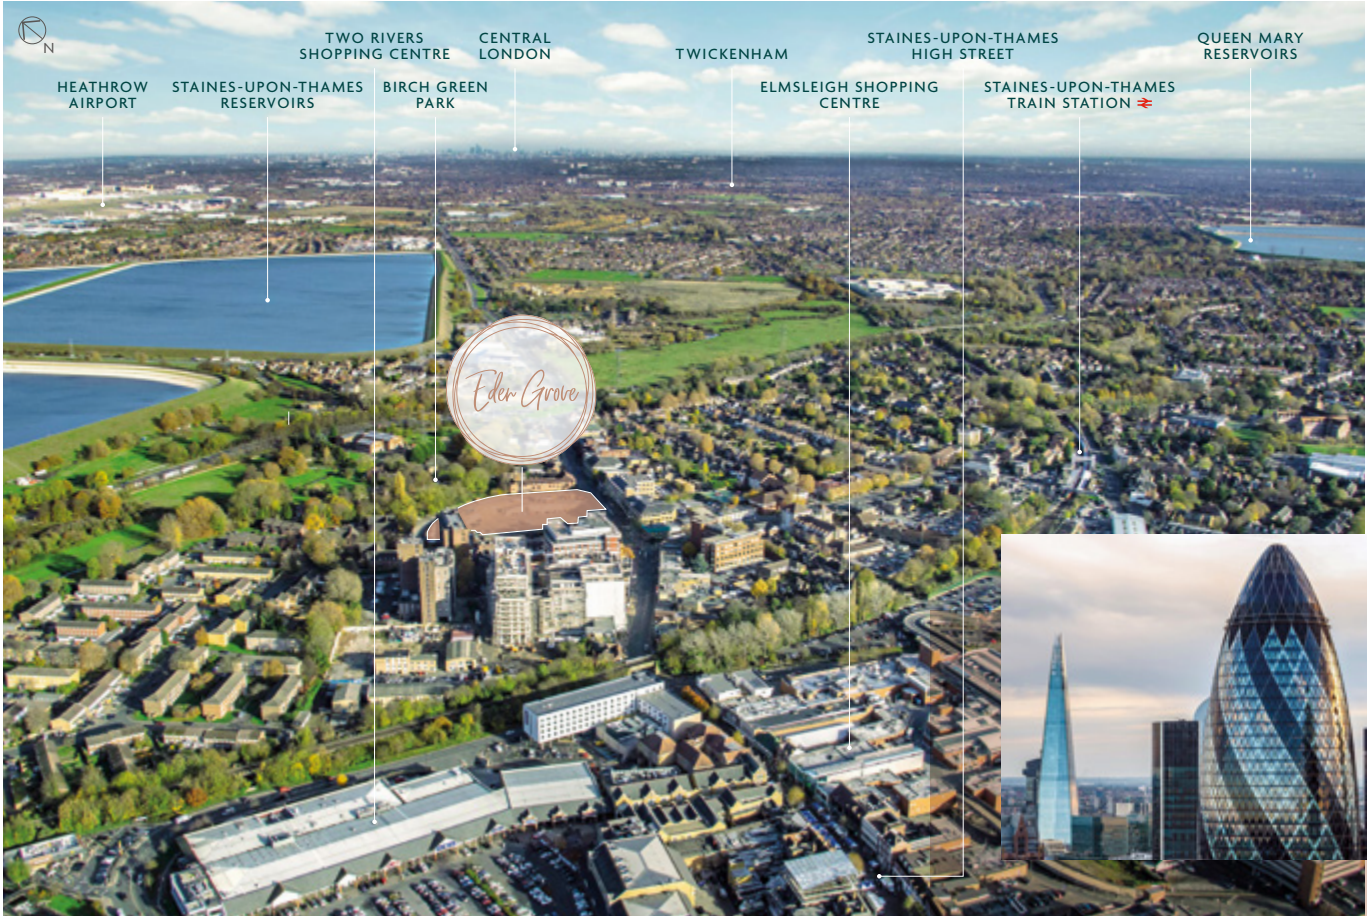 N
TWO RIVERS
SHOPPING CENTRE
CENTRAL
LONDON
TWICKENHAM
STAINES-UPON-THAMES
HIGH STREET
QUEEN MARY
RESERVOIRS
HEATHROW
AIRPORT
STAINES-UPON-THAMES
RESERVOIRS
BIRCH GREEN
PARK
ELMSLEIGH SHOPPING
CENTRE
STAINES-UPON-THAMES
TRAIN STATION
Eden Grove